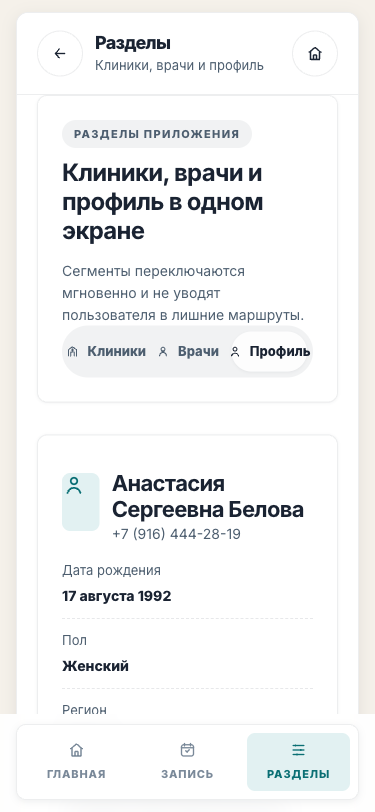 Разделы
Клиники, врачи и профиль
РАЗДЕЛЫ ПРИЛОЖЕНИЯ
Клиники, врачи и
профиль в одном
экране
Сегменты переключаются
мгновенно и не уводят
пользователя в лишние маршруты.
Клиники Врачи Профиль
Анастасия
Сергеевна Белова
+7 (916) 444-28-19
Дата рождения
17 августа 1992
Пол
Женский
Регион
ГЛАВНАЯ ЗАПИСЬ РАЗДЕЛЫ